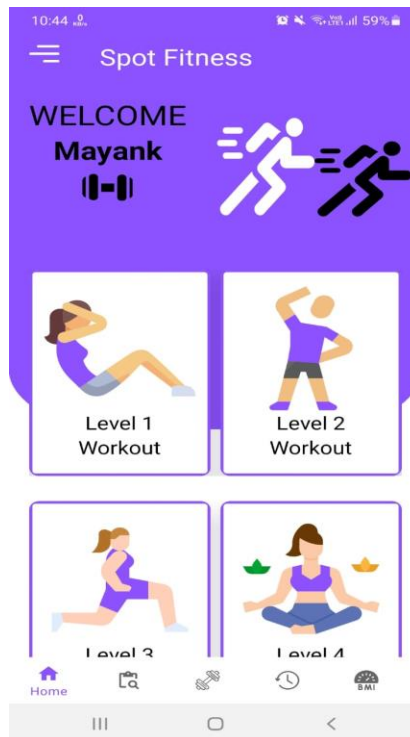 10:44
59%
Spot Fitness
WELCOME
Mayank
Level 1
Workout
Level 2
Workout
Level 3
Level 4
Home
BMI